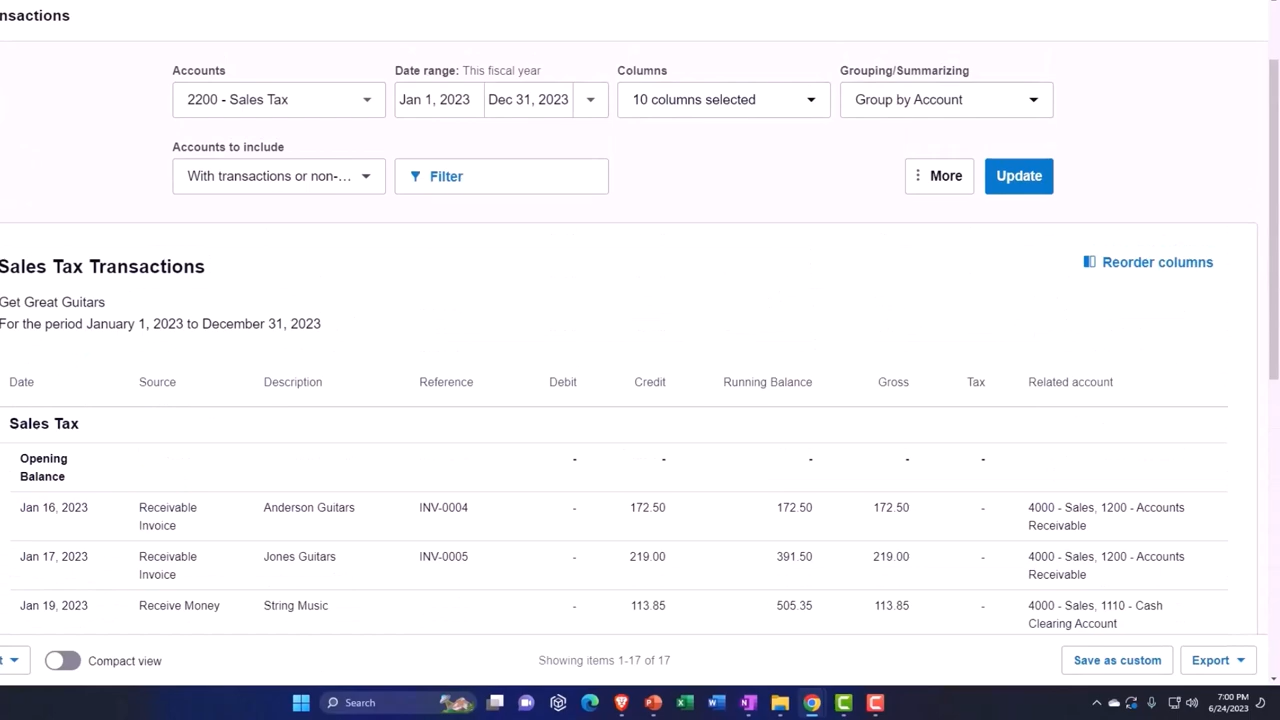 nsactions
Accounts
Date range: This fiscal year
Columns
Grouping/Summarizing
2200 - Sales Tax
Jan 1, 2023
Dec 31, 2023
10 columns selected
Group by Account
Accounts to include
With transactions or non-...
Filter
More
Update
Sales Tax Transactions
Reorder columns
Get Great Guitars
For the period January 1, 2023 to December 31, 2023
Date Source Description Reference Debit Credit Running Balance Gross Tax Related account
Sales Tax
Opening
Balance - - - - -
Jan 16, 2023 Receivable Anderson Guitars INV-0004 - 172.50 172.50 172.50 - 4000 - Sales, 1200 - Accounts
Invoice Receivable
Jan 17, 2023 Receivable Jones Guitars INV-0005 - 219.00 391.50 219.00 - 4000 - Sales, 1200 - Accounts
Invoice Receivable
Jan 19, 2023 Receive Money String Music - 113.85 505.35 113.85 - 4000 - Sales, 1110 - Cash
Clearing Account
t
Compact view
Showing items 1-17 of 17
Save as custom
Export
Search
7:00 PM
6/24/2023